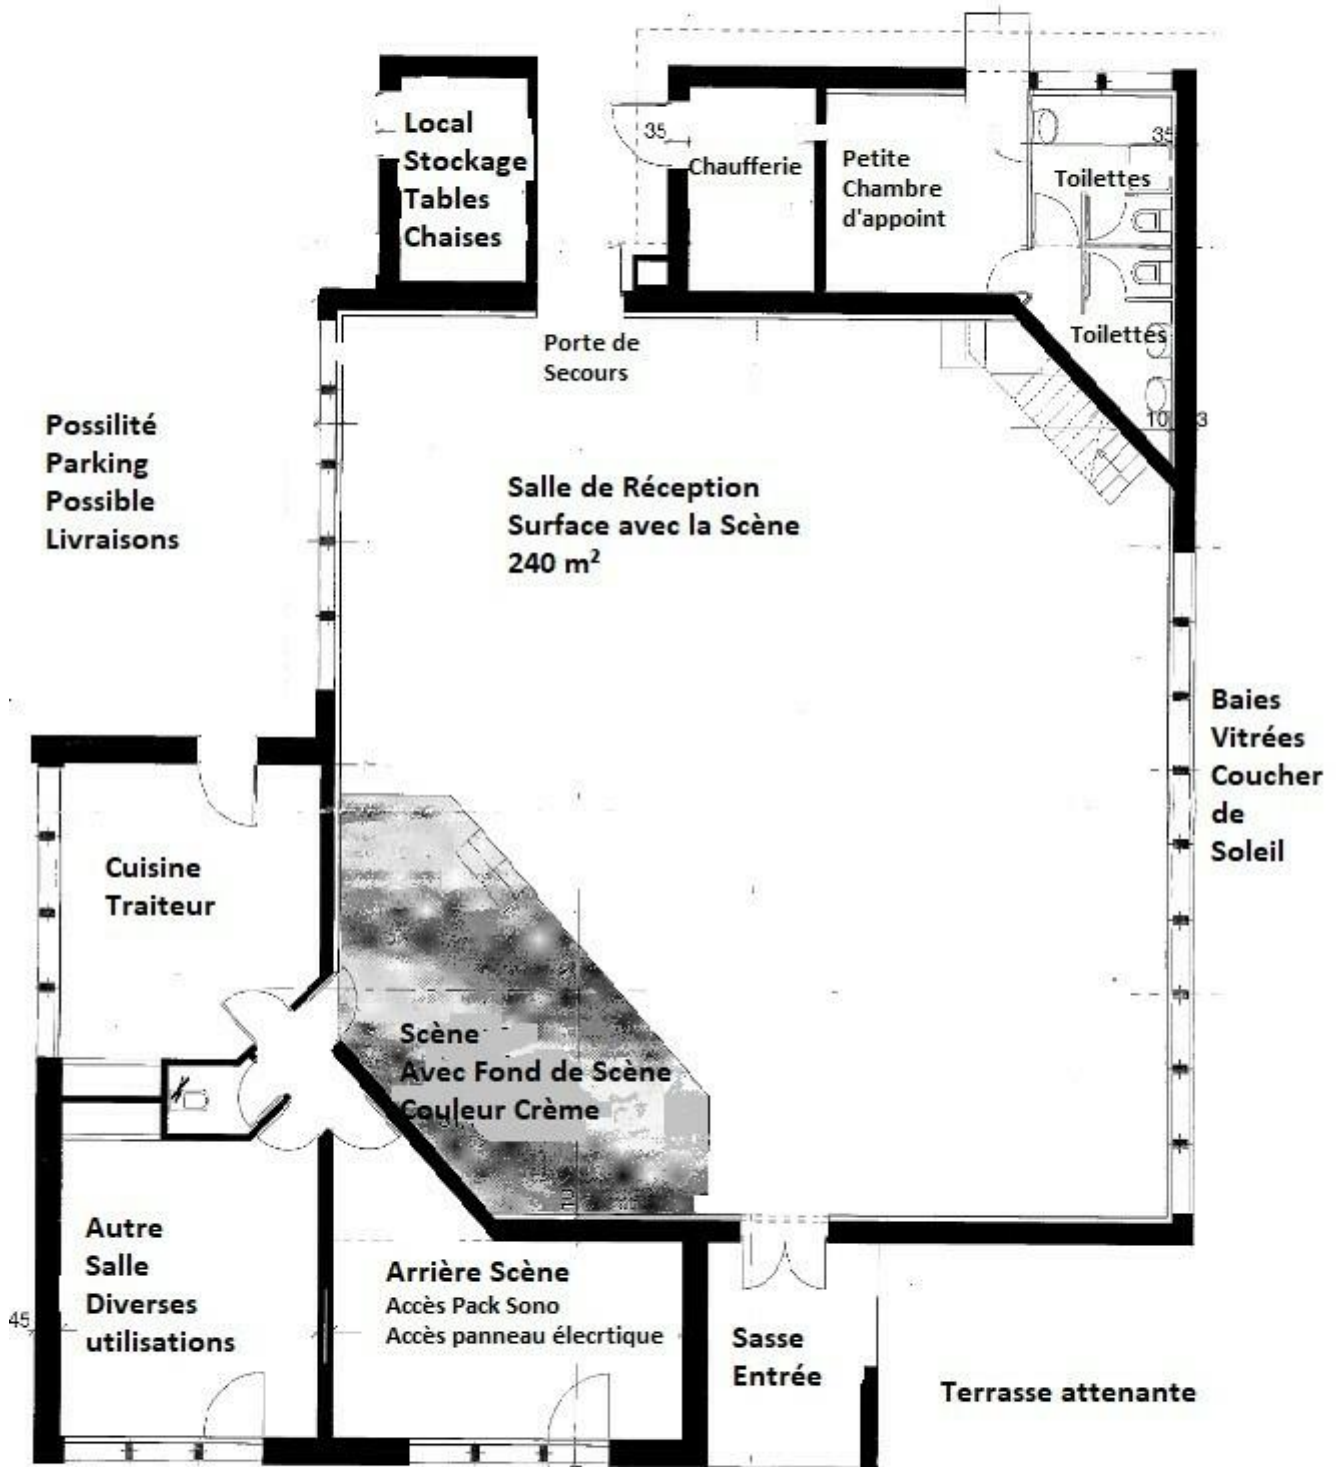 Local
Stockage
Tables
Chaises
35
Chaufferie
Petite
Chambre
d'appoint
35
Toilettes
Toilettes
Porte de
Secours
10
3
Possilité
Parking
Possible
Livraisons
Salle de Réception
Surface avec la Scène
240 m²
Baies
Vitrées
Coucher
de
Soleil
Cuisine
Traiteur
Scène
Avec Fond de Scène
Couleur Crème
Autre
Salle
Diverses
utilisations
45
Arrière Scène
Accès Pack Sono
Accès panneau élecrtique
Sasse
Entrée
Terrasse attenante